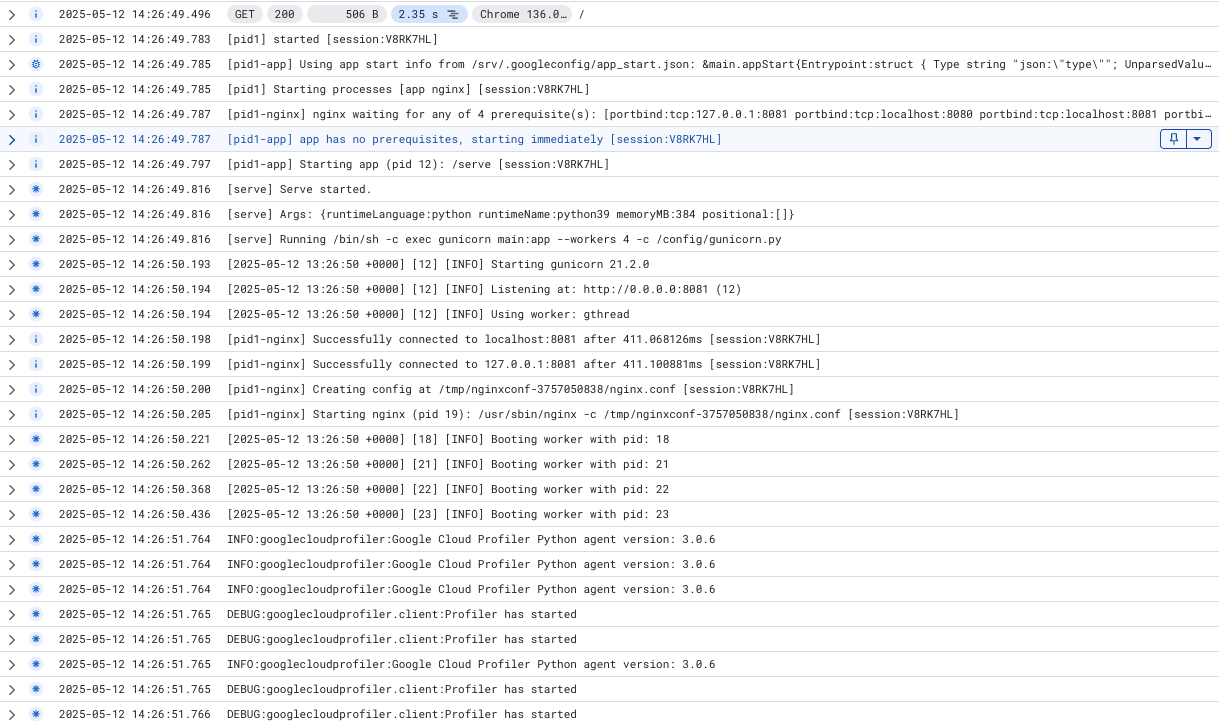 2025-05-12 14:26:49.496 GET 200 506 B 2.35 s Chrome 136.0… /
2025-05-12 14:26:49.783 [pid1] started [session:V8RK7HL]
2025-05-12 14:26:49.785 [pid1-app] Using app start info from /srv/.googleconfig/app_start.json: &main.appStart{Entrypoint:struct { Type string "json:\"type\""; UnparsedValu…
2025-05-12 14:26:49.785 [pid1] Starting processes [app nginx] [session:V8RK7HL]
2025-05-12 14:26:49.787 [pid1-nginx] nginx waiting for any of 4 prerequisite(s): [portbind:tcp:127.0.0.1:8081 portbind:tcp:localhost:8080 portbind:tcp:localhost:8081 portbi…
2025-05-12 14:26:49.787 [pid1-app] app has no prerequisites, starting immediately [session:V8RK7HL]
2025-05-12 14:26:49.797 [pid1-app] Starting app (pid 12): /serve [session:V8RK7HL]
2025-05-12 14:26:49.816 [serve] Serve started.
2025-05-12 14:26:49.816 [serve] Args: {runtimeLanguage:python runtimeName:python39 memoryMB:384 positional:[]}
2025-05-12 14:26:49.816 [serve] Running /bin/sh -c exec gunicorn main:app --workers 4 -c /config/gunicorn.py
2025-05-12 14:26:50.193 [2025-05-12 13:26:50 +0000] [12] [INFO] Starting gunicorn 21.2.0
2025-05-12 14:26:50.194 [2025-05-12 13:26:50 +0000] [12] [INFO] Listening at: http://0.0.0.0:8081 (12)
2025-05-12 14:26:50.194 [2025-05-12 13:26:50 +0000] [12] [INFO] Using worker: gthread
2025-05-12 14:26:50.198 [pid1-nginx] Successfully connected to localhost:8081 after 411.068126ms [session:V8RK7HL]
2025-05-12 14:26:50.199 [pid1-nginx] Successfully connected to 127.0.0.1:8081 after 411.100881ms [session:V8RK7HL]
2025-05-12 14:26:50.200 [pid1-nginx] Creating config at /tmp/nginxconf-3757050838/nginx.conf [session:V8RK7HL]
2025-05-12 14:26:50.205 [pid1-nginx] Starting nginx (pid 19): /usr/sbin/nginx -c /tmp/nginxconf-3757050838/nginx.conf [session:V8RK7HL]
2025-05-12 14:26:50.221 [2025-05-12 13:26:50 +0000] [18] [INFO] Booting worker with pid: 18
2025-05-12 14:26:50.262 [2025-05-12 13:26:50 +0000] [21] [INFO] Booting worker with pid: 21
2025-05-12 14:26:50.368 [2025-05-12 13:26:50 +0000] [22] [INFO] Booting worker with pid: 22
2025-05-12 14:26:50.436 [2025-05-12 13:26:50 +0000] [23] [INFO] Booting worker with pid: 23
2025-05-12 14:26:51.764 INFO:googlecloudprofiler:Google Cloud Profiler Python agent version: 3.0.6
2025-05-12 14:26:51.764 INFO:googlecloudprofiler:Google Cloud Profiler Python agent version: 3.0.6
2025-05-12 14:26:51.764 INFO:googlecloudprofiler:Google Cloud Profiler Python agent version: 3.0.6
2025-05-12 14:26:51.765 DEBUG:googlecloudprofiler.client:Profiler has started
2025-05-12 14:26:51.765 DEBUG:googlecloudprofiler.client:Profiler has started
2025-05-12 14:26:51.765 INFO:googlecloudprofiler:Google Cloud Profiler Python agent version: 3.0.6
2025-05-12 14:26:51.765 DEBUG:googlecloudprofiler.client:Profiler has started
2025-05-12 14:26:51.766 DEBUG:googlecloudprofiler.client:Profiler has started